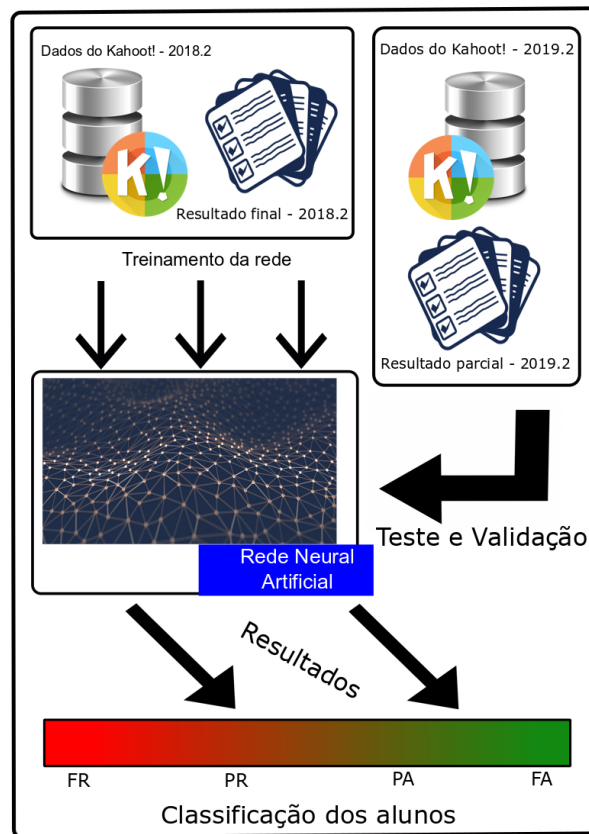 Dados do Kahoot! - 2018.2
K!
Resultado final - 2018.2
Dados do Kahoot! - 2019.2
K!
Resultado parcial - 2019.2
Treinamento da rede
Teste e Validação
Rede Neural
Artificial
Resultados
FR PR PA FA
Classificação dos alunos